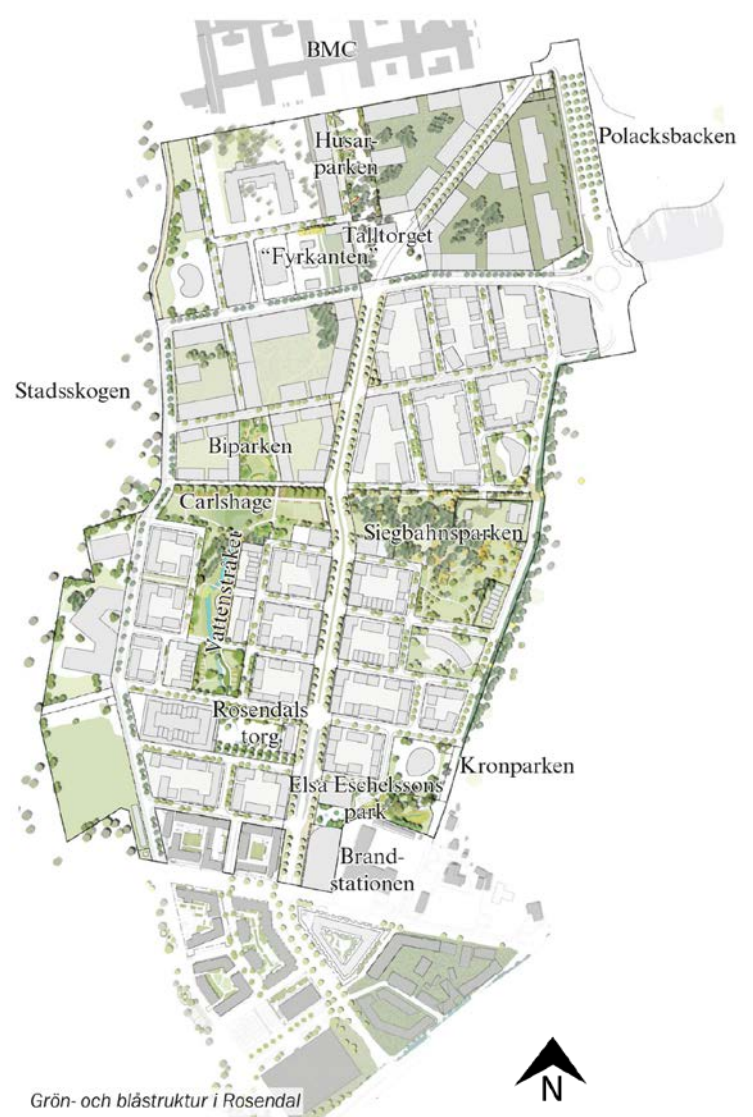 BMC
Polacksbacken
Husar-
parken
Talltorget
"Fyrkanten"
Stadsskogen
Biparken
Carlshage
Siegbahnsparken
Vattenstråket
Rosendals
torg
Kronparken
Elsa Eschelssons
park
Brand-
stationen
N
Grön- och blåstruktur i Rosendal